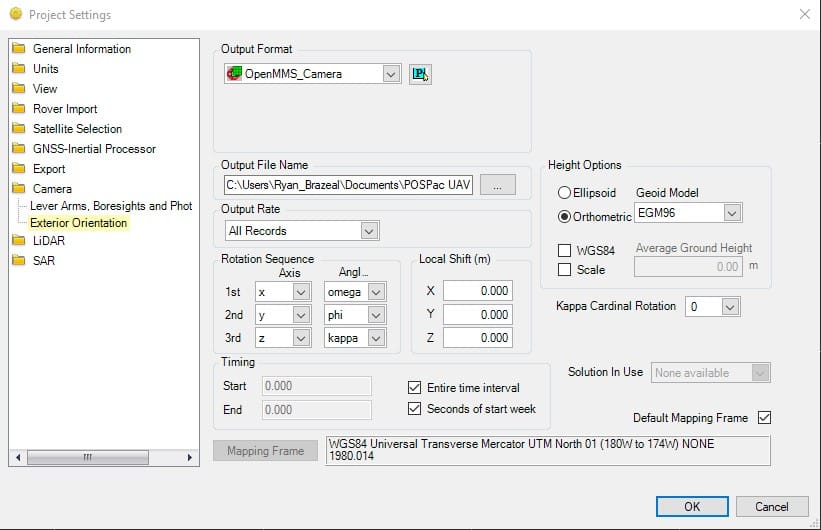 Project Settings
General Information
Units
View
Rover Import
Satellite Selection
GNSS-Inertial Processor
Export
Camera
Lever Arms, Boresights and Phot
Exterior Orientation
LiDAR
SAR
Output Format
OpenMMS_Camera
Output File Name
C:\Users\Ryan_Brazeal\Documents\POSPac UAV
...
Output Rate
All Records
Rotation Sequence
Axis Angl...
1st x omega
2nd y phi
3rd z kappa
Local Shift (m)
X 0.000
Y 0.000
Z 0.000
Height Options
Ellipsoid Geoid Model
Orthometric EGM96
WGS84 Average Ground Height
Scale 0.00 m
Kappa Cardinal Rotation 0
Timing
Start 0.000
End 0.000
Entire time interval
Seconds of start week
Solution In Use None available
Default Mapping Frame
Mapping Frame
WGS84 Universal Transverse Mercator UTM North 01 (180W to 174W) NONE
1980.014
OK Cancel